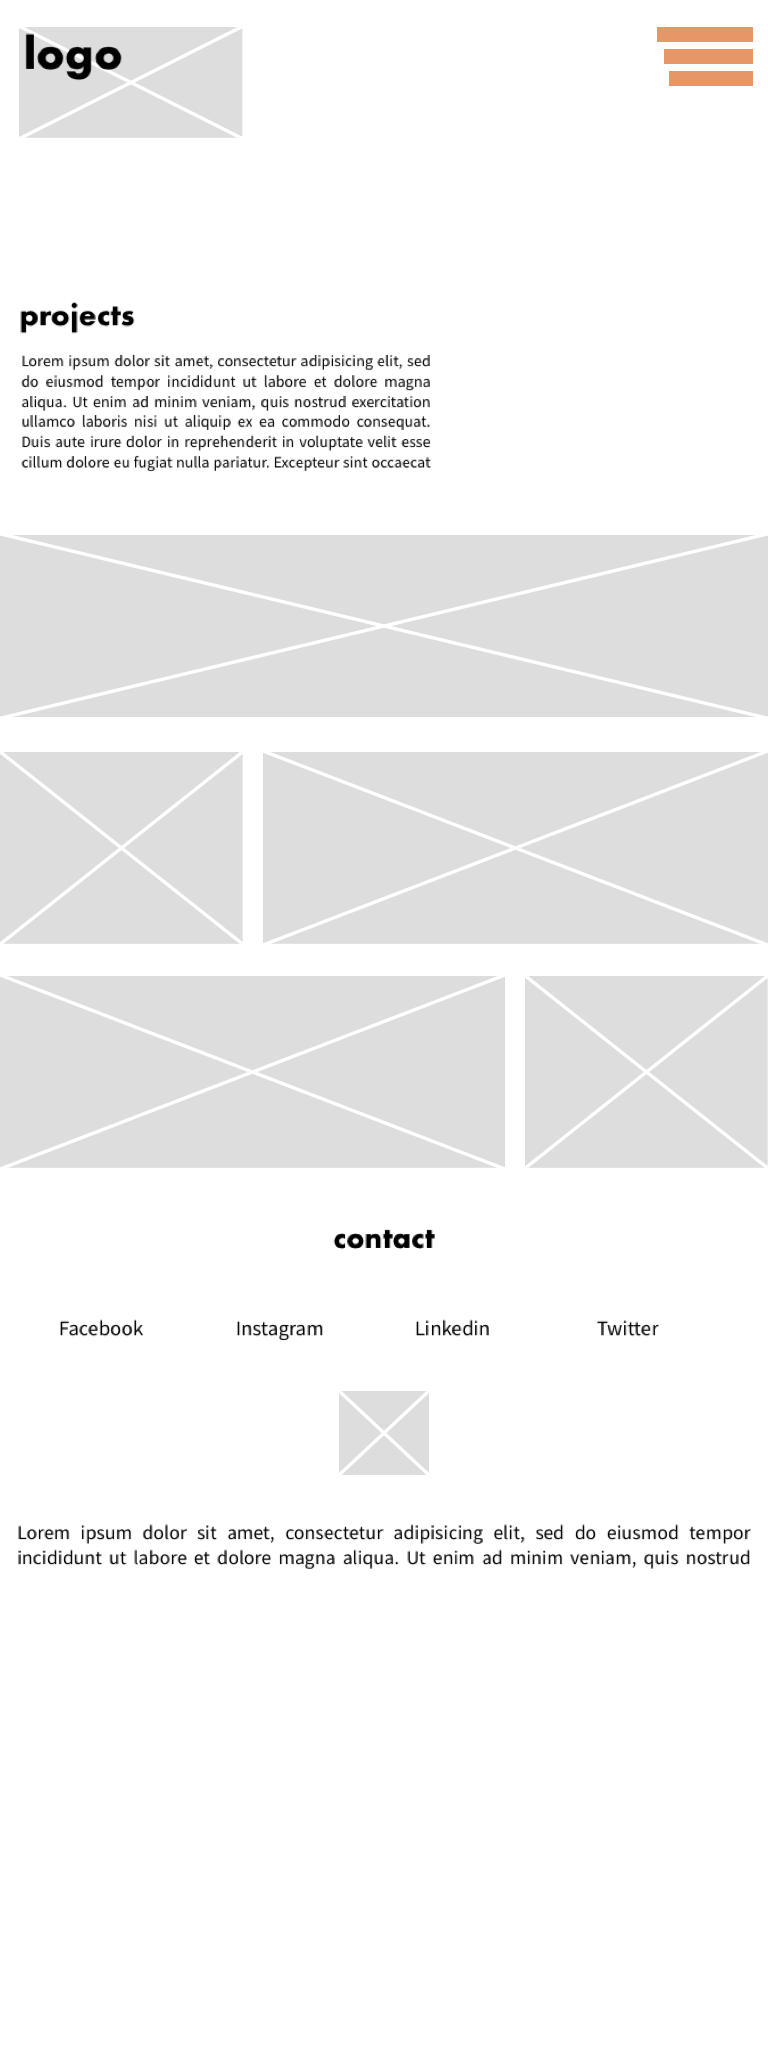 logo
projects
Lorem ipsum dolor sit amet, consectetur adipisicing elit, sed
do eiusmod tempor incididunt ut labore et dolore magna
aliqua. Ut enim ad minim veniam, quis nostrud exercitation
ullamco laboris nisi ut aliquip ex ea commodo consequat.
Duis aute irure dolor in reprehenderit in voluptate velit esse
cillum dolore eu fugiat nulla pariatur. Excepteur sint occaecat
contact
Facebook Instagram Linkedin Twitter
Lorem ipsum dolor sit amet, consectetur adipisicing elit, sed do eiusmod tempor
incididunt ut labore et dolore magna aliqua. Ut enim ad minim veniam, quis nostrud